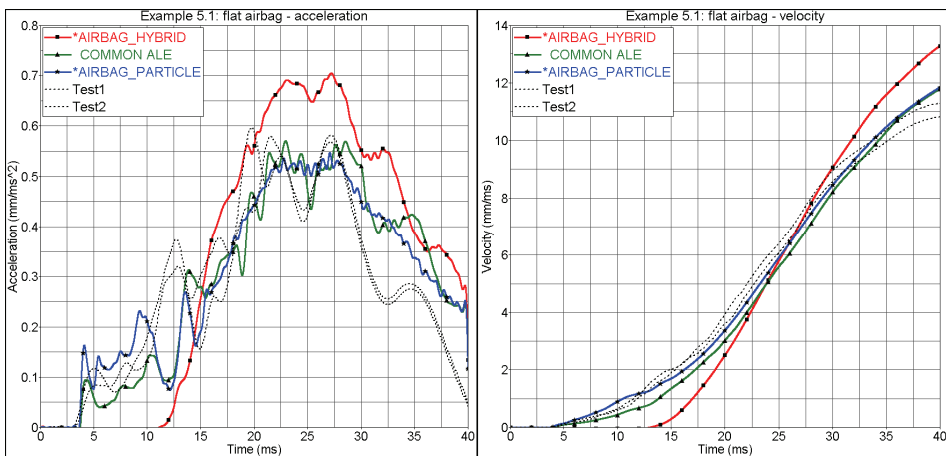 Example 5.1: flat airbag - acceleration
0.8
0.7
0.6
0.5
0.4
0.3
0.2
0.1
0
Acceleration (mm/ms^2)
*AIRBAG_HYBRID
COMMON ALE
*AIRBAG_PARTICLE
Test1
Test2
0 5 10 15 20 25 30 35 40
Time (ms)
Example 5.1: flat airbag - velocity
14
12
10
8
6
4
2
0
Velocity (mm/ms)
*AIRBAG_HYBRID
COMMON ALE
*AIRBAG_PARTICLE
Test1
Test2
0 5 10 15 20 25 30 35 40
Time (ms)